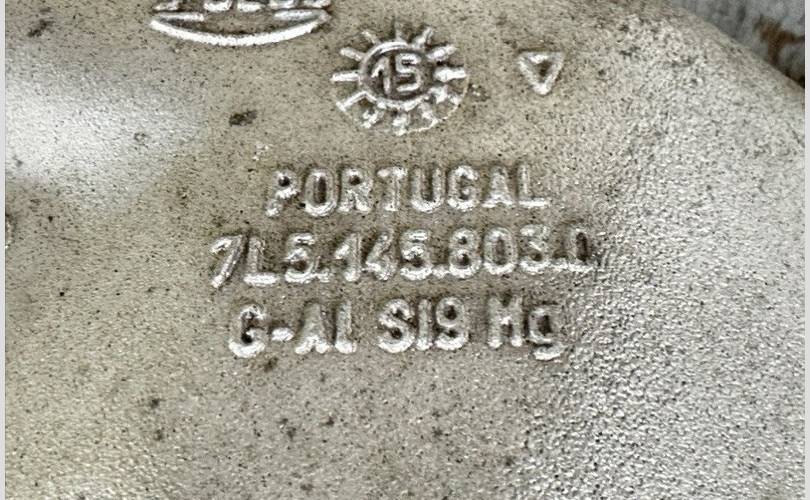 15
PORTUGAL
7L5.145.803.D
G-Al Si9 Mg